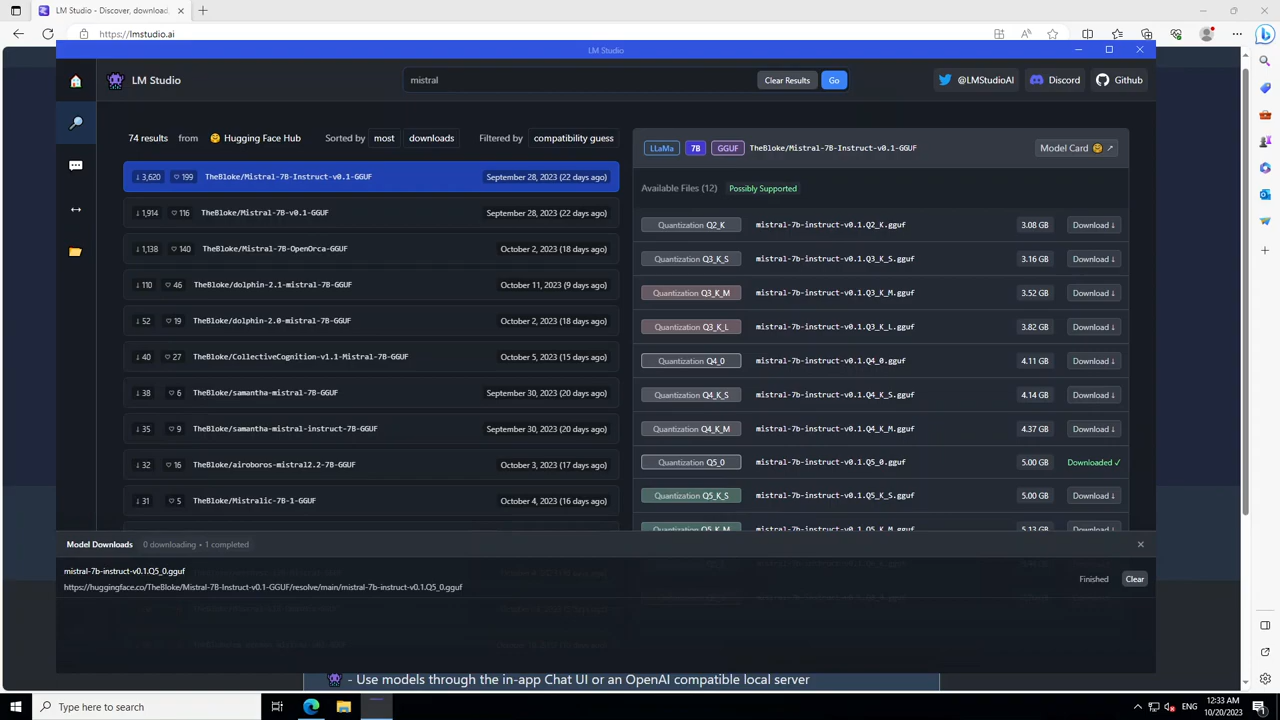 LM Studio - Discover, download
https://lmstudio.ai
LM Studio
LM Studio
mistral
Clear Results
Go
@LMStudioAI
Discord
Github
74 results from Hugging Face Hub Sorted by most downloads Filtered by compatibility guess
3,620 199 TheBloke/Mistral-7B-Instruct-v0.1-GGUF September 28, 2023 (22 days ago)
1,914 116 TheBloke/Mistral-7B-v0.1-GGUF September 28, 2023 (22 days ago)
1,138 140 TheBloke/Mistral-7B-OpenOrca-GGUF October 2, 2023 (18 days ago)
110 46 TheBloke/dolphin-2.1-mistral-7B-GGUF October 11, 2023 (9 days ago)
52 19 TheBloke/dolphin-2.0-mistral-7B-GGUF October 2, 2023 (18 days ago)
40 27 TheBloke/CollectiveCognition-v1.1-Mistral-7B-GGUF October 5, 2023 (15 days ago)
38 6 TheBloke/samantha-mistral-7B-GGUF September 30, 2023 (20 days ago)
35 9 TheBloke/samantha-mistral-instruct-7B-GGUF September 30, 2023 (20 days ago)
32 16 TheBloke/airoboros-mistral2.2-7B-GGUF October 3, 2023 (17 days ago)
31 5 TheBloke/Mistralic-7B-1-GGUF October 4, 2023 (16 days ago)
LLaMa 7B GGUF TheBloke/Mistral-7B-Instruct-v0.1-GGUF Model Card ↗
Available Files (12) Possibly Supported
Quantization Q2_K mistral-7b-instruct-v0.1.Q2_K.gguf 3.08 GB Download ↓
Quantization Q3_K_S mistral-7b-instruct-v0.1.Q3_K_S.gguf 3.16 GB Download ↓
Quantization Q3_K_M mistral-7b-instruct-v0.1.Q3_K_M.gguf 3.52 GB Download ↓
Quantization Q3_K_L mistral-7b-instruct-v0.1.Q3_K_L.gguf 3.82 GB Download ↓
Quantization Q4_0 mistral-7b-instruct-v0.1.Q4_0.gguf 4.11 GB Download ↓
Quantization Q4_K_S mistral-7b-instruct-v0.1.Q4_K_S.gguf 4.14 GB Download ↓
Quantization Q4_K_M mistral-7b-instruct-v0.1.Q4_K_M.gguf 4.37 GB Download ↓
Quantization Q5_0 mistral-7b-instruct-v0.1.Q5_0.gguf 5.00 GB Downloaded ✓
Quantization Q5_K_S mistral-7b-instruct-v0.1.Q5_K_S.gguf 5.00 GB Download ↓
Quantization Q5_K_M mistral-7b-instruct-v0.1.Q5_K_M.gguf 5.13 GB Download ↓
Model Downloads 0 downloading • 1 completed
mistral-7b-instruct-v0.1.Q5_0.gguf
https://huggingface.co/TheBloke/Mistral-7B-Instruct-v0.1-GGUF/resolve/main/mistral-7b-instruct-v0.1.Q5_0.gguf
Finished Clear
- Use models through the in-app Chat UI or an OpenAI compatible local server
Type here to search
ENG
12:33 AM
10/20/2023
1